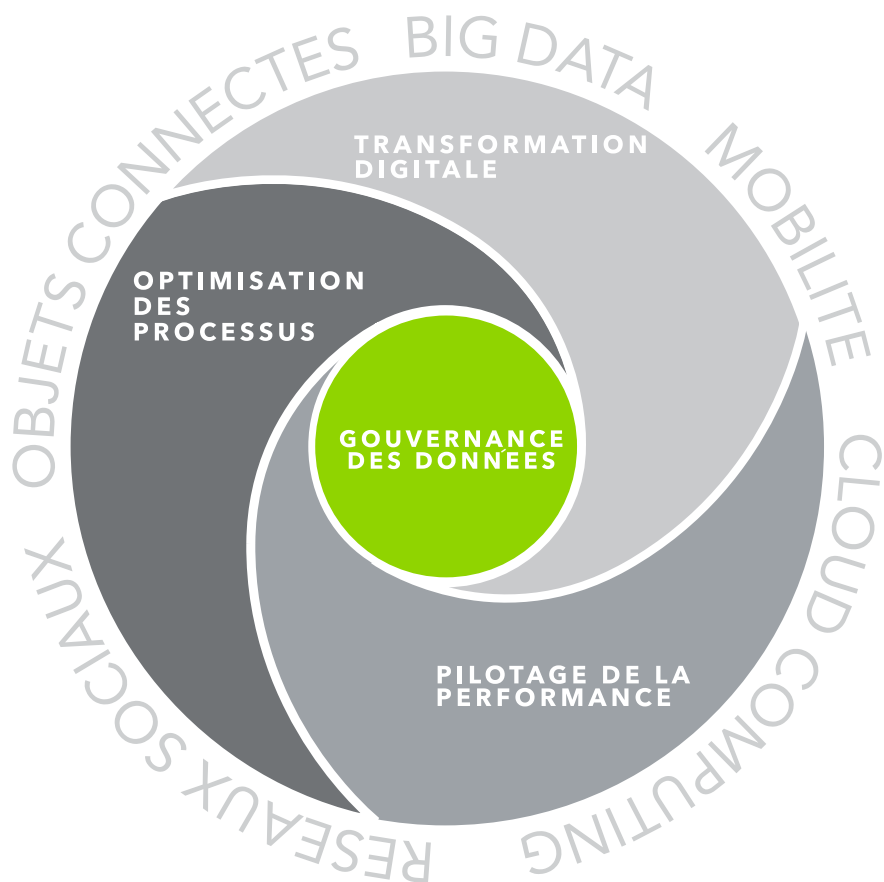 OBJETS CONNECTES
BIG DATA
MOBILITE
CLOUD COMPUTING
RESEAUX SOCIAUX
TRANSFORMATION
DIGITALE
OPTIMISATION
DES
PROCESSUS
GOUVERNANCE
DES DONNÉES
PILOTAGE DE LA
PERFORMANCE